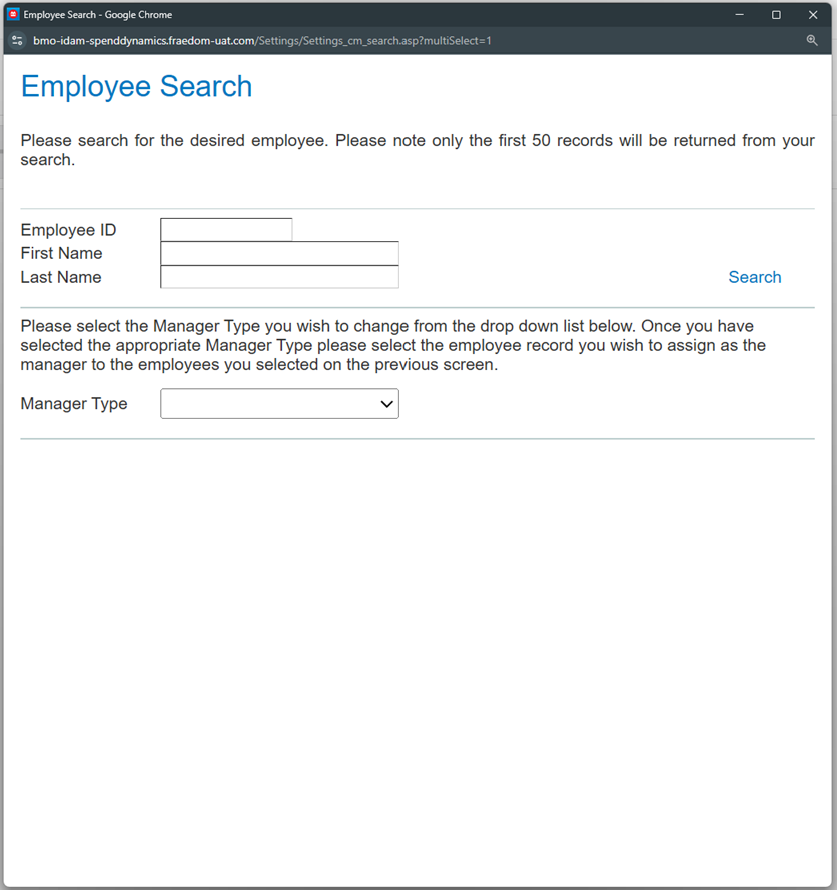 Employee Search - Google Chrome
bmo-idam-spenddynamics.fraedom-uat.com/Settings/Settings_cm_search.asp?multiSelect=1
Employee Search
Please search for the desired employee. Please note only the first 50 records will be returned from your
search.
Employee ID
First Name
Last Name
Search
Please select the Manager Type you wish to change from the drop down list below. Once you have
selected the appropriate Manager Type please select the employee record you wish to assign as the
manager to the employees you selected on the previous screen.
Manager Type